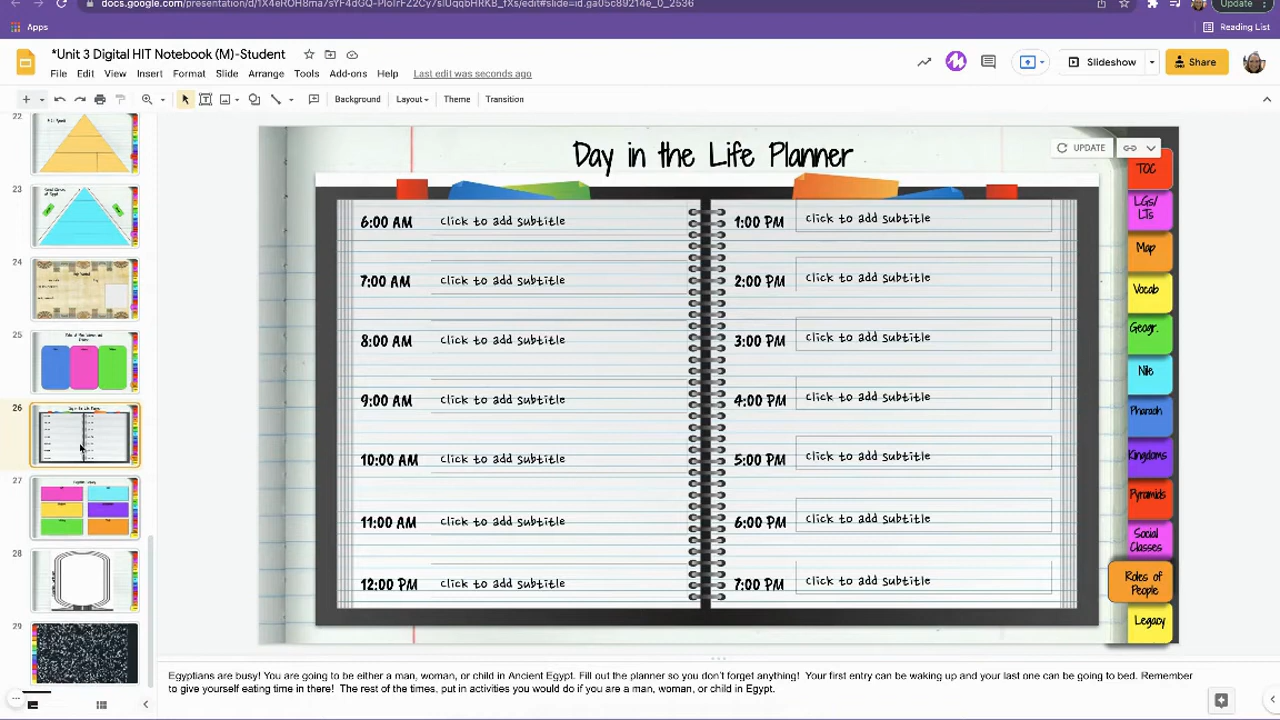 Update
Apps
Reading List
*Unit 3 Digital HIT Notebook (M)-Student
File Edit View Insert Format Slide Arrange Tools Add-ons Help Last edit was seconds ago
Slideshow
Share
Background Layout Theme Transition
22
23
24
25
26
27
28
29
Day in the Life Planner
UPDATE
6:00 AM Click to add subtitle
7:00 AM Click to add subtitle
8:00 AM Click to add subtitle
9:00 AM Click to add subtitle
10:00 AM Click to add subtitle
11:00 AM Click to add subtitle
12:00 PM Click to add subtitle
1:00 PM Click to add subtitle
2:00 PM Click to add subtitle
3:00 PM Click to add subtitle
4:00 PM Click to add subtitle
5:00 PM Click to add subtitle
6:00 PM Click to add subtitle
7:00 PM Click to add subtitle
TOC
LGs/
LTs
Map
Vocab
Geogr.
Nile
Pharaoh
Kingdoms
Pyramids
Social
Classes
Roles of
People
Legacy
Egyptians are busy! You are going to be either a man, woman, or child in Ancient Egypt. Fill out the planner so you don't forget anything! Your first entry can be waking up and your last one can be going to bed. Remember
to give yourself eating time in there! The rest of the times, put in activities you would do if you are a man, woman, or child in Egypt.